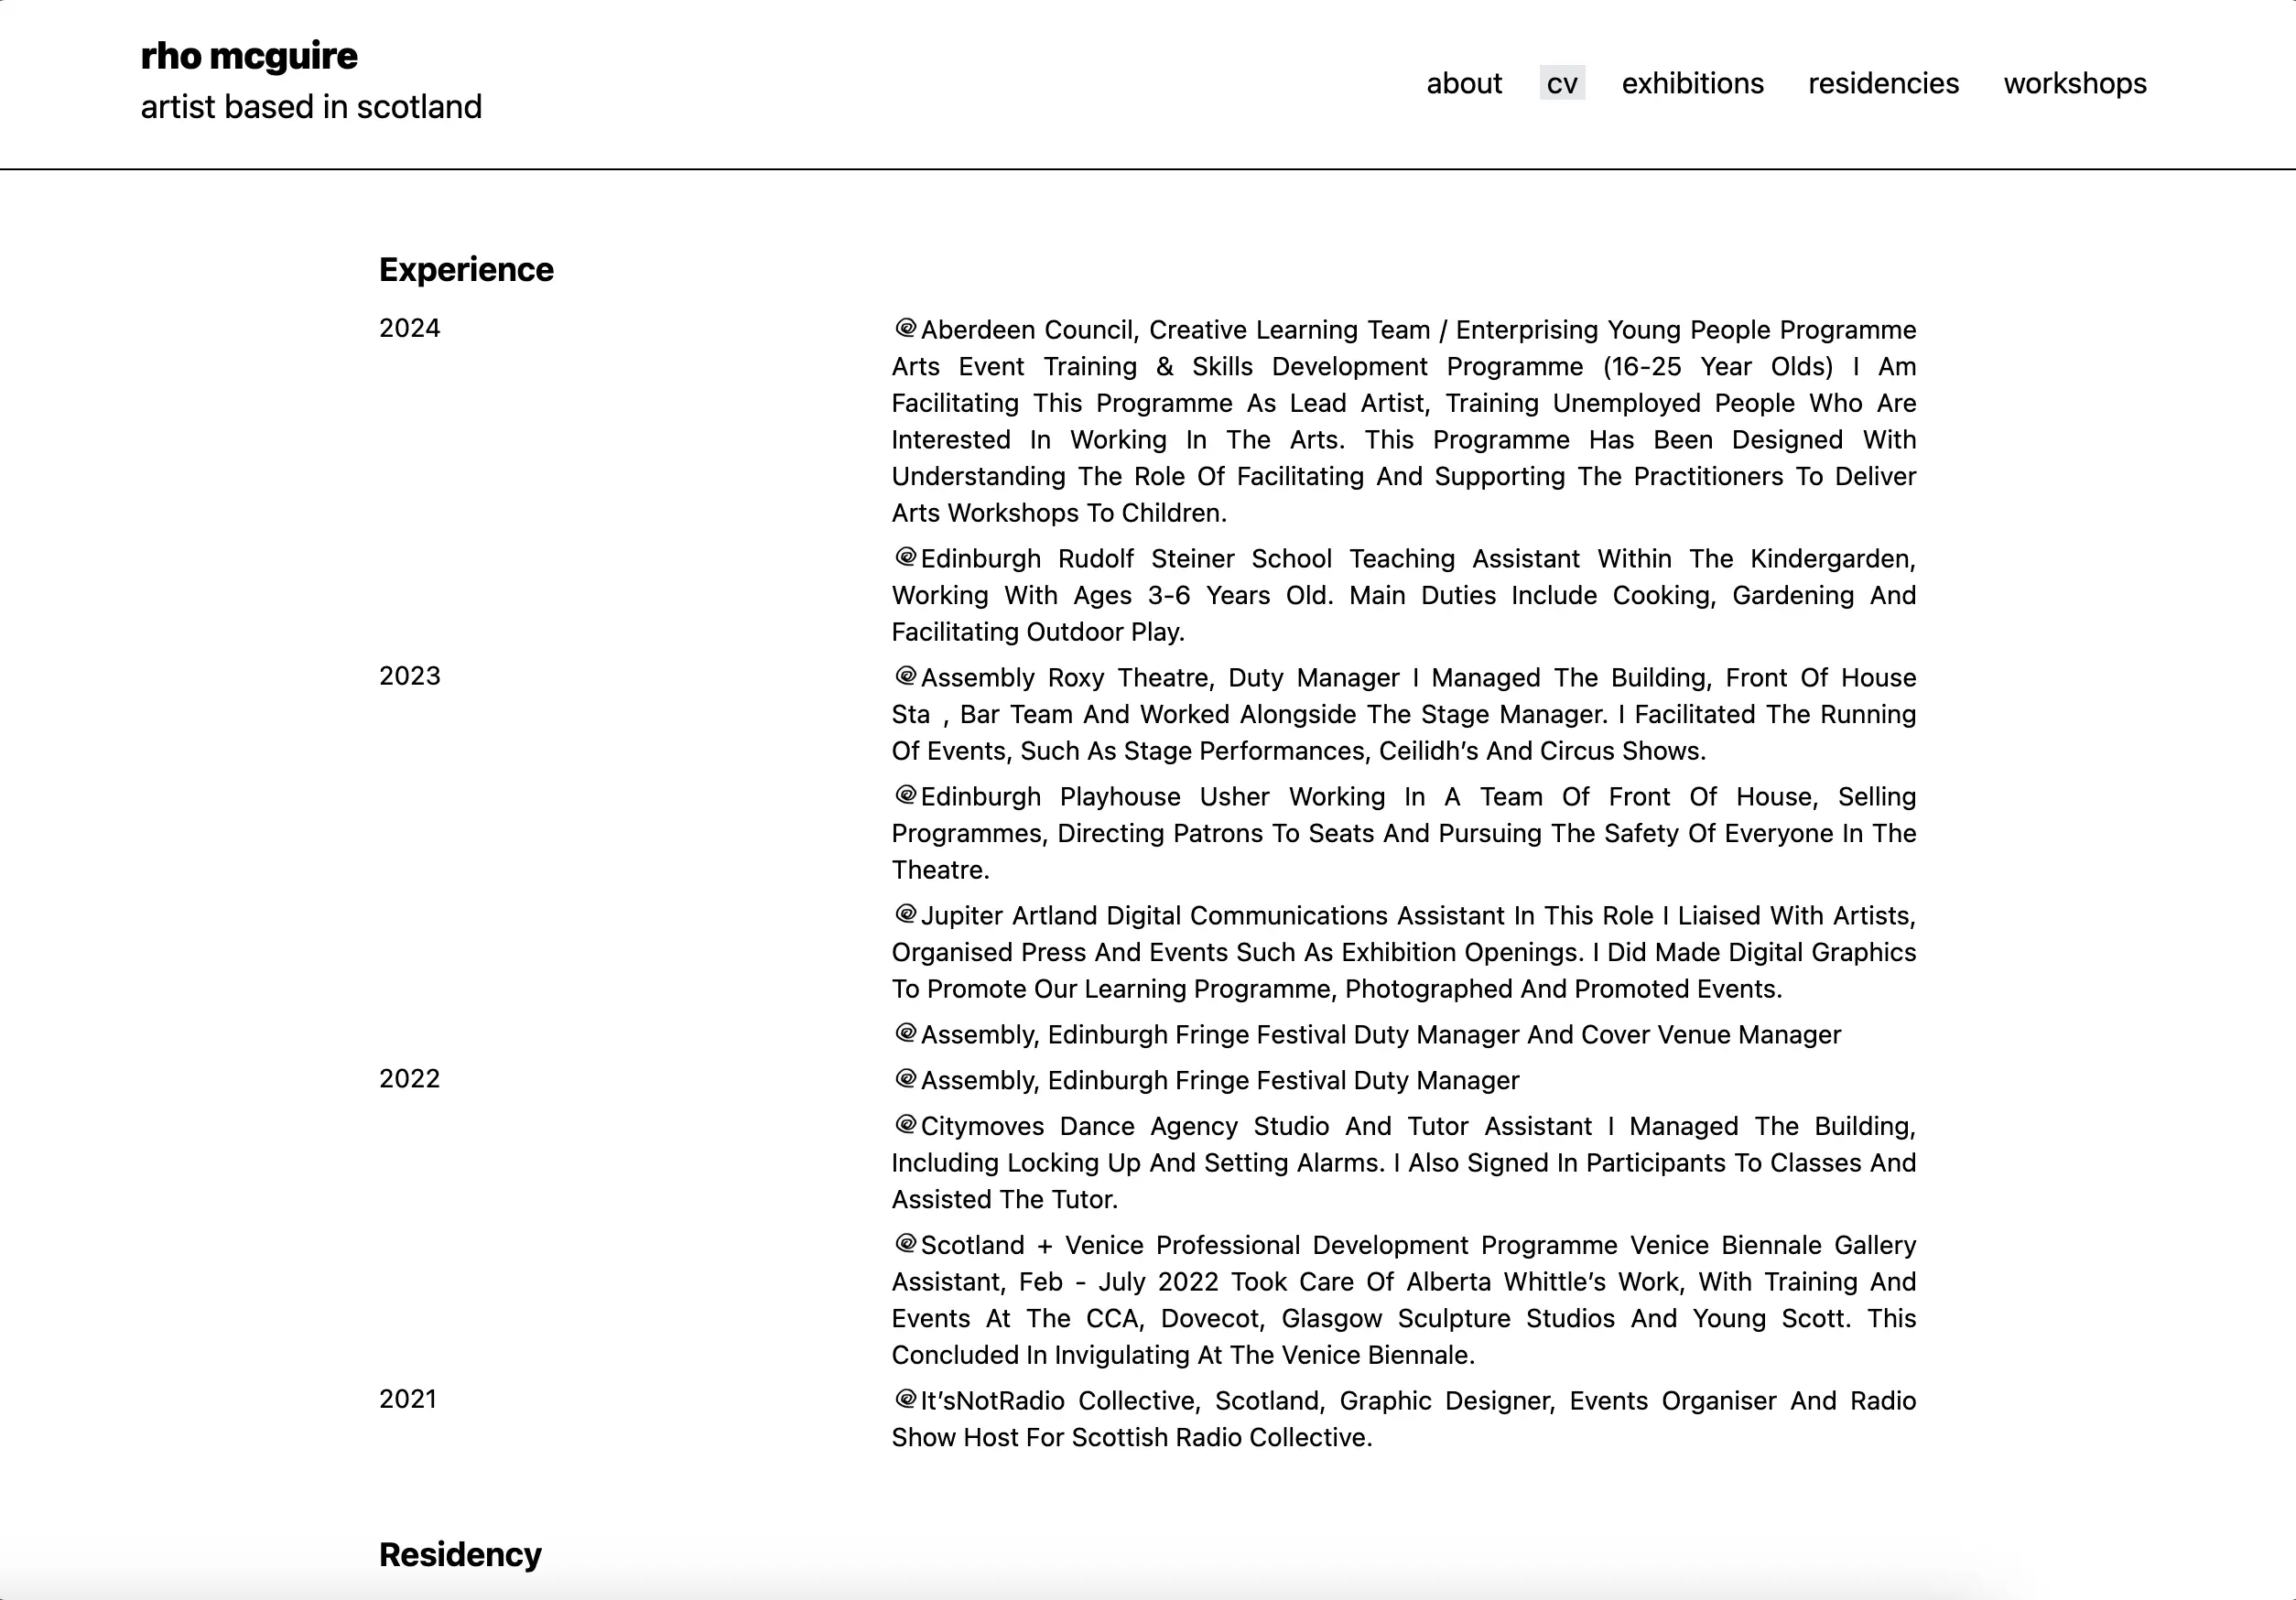 rho mcguire
artist based in scotland
about cv exhibitions residencies workshops
Experience
2024
Aberdeen Council, Creative Learning Team / Enterprising Young People Programme
Arts Event Training & Skills Development Programme (16-25 Year Olds) I Am
Facilitating This Programme As Lead Artist, Training Unemployed People Who Are
Interested In Working In The Arts. This Programme Has Been Designed With
Understanding The Role Of Facilitating And Supporting The Practitioners To Deliver
Arts Workshops To Children.
Edinburgh Rudolf Steiner School Teaching Assistant Within The Kindergarden,
Working With Ages 3-6 Years Old. Main Duties Include Cooking, Gardening And
Facilitating Outdoor Play.
2023
Assembly Roxy Theatre, Duty Manager I Managed The Building, Front Of House
Sta , Bar Team And Worked Alongside The Stage Manager. I Facilitated The Running
Of Events, Such As Stage Performances, Ceilidh’s And Circus Shows.
Edinburgh Playhouse Usher Working In A Team Of Front Of House, Selling
Programmes, Directing Patrons To Seats And Pursuing The Safety Of Everyone In The
Theatre.
Jupiter Artland Digital Communications Assistant In This Role I Liaised With Artists,
Organised Press And Events Such As Exhibition Openings. I Did Made Digital Graphics
To Promote Our Learning Programme, Photographed And Promoted Events.
Assembly, Edinburgh Fringe Festival Duty Manager And Cover Venue Manager
2022
Assembly, Edinburgh Fringe Festival Duty Manager
Citymoves Dance Agency Studio And Tutor Assistant I Managed The Building,
Including Locking Up And Setting Alarms. I Also Signed In Participants To Classes And
Assisted The Tutor.
Scotland + Venice Professional Development Programme Venice Biennale Gallery
Assistant, Feb - July 2022 Took Care Of Alberta Whittle’s Work, With Training And
Events At The CCA, Dovecot, Glasgow Sculpture Studios And Young Scott. This
Concluded In Invigulating At The Venice Biennale.
2021
It’sNotRadio Collective, Scotland, Graphic Designer, Events Organiser And Radio
Show Host For Scottish Radio Collective.
Residency